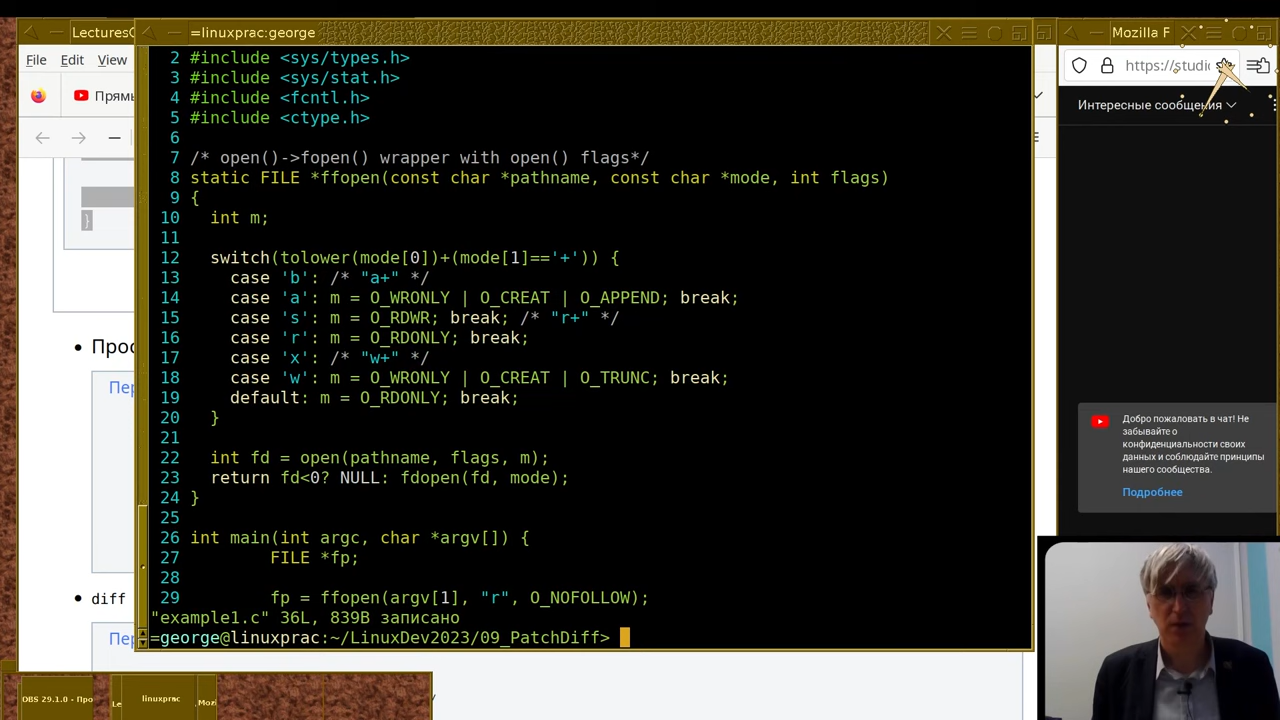 LecturesC
=linuxprac:george
Mozilla F
File Edit View
Прямы
https://studio
Интересные сообщения
2 #include <sys/types.h>
3 #include <sys/stat.h>
4 #include <fcntl.h>
5 #include <ctype.h>
6
7 /* open()->fopen() wrapper with open() flags*/
8 static FILE *ffopen(const char *pathname, const char *mode, int flags)
9 {
10   int m;
11
12   switch(tolower(mode[0])+(mode[1]=='+')) {
13     case 'b': /* "a+" */
14     case 'a': m = O_WRONLY | O_CREAT | O_APPEND; break;
15     case 's': m = O_RDWR; break; /* "r+" */
16     case 'r': m = O_RDONLY; break;
17     case 'x': /* "w+" */
18     case 'w': m = O_WRONLY | O_CREAT | O_TRUNC; break;
19     default: m = O_RDONLY; break;
20   }
21
22   int fd = open(pathname, flags, m);
23   return fd<0? NULL: fdopen(fd, mode);
24 }
25
26 int main(int argc, char *argv[]) {
27         FILE *fp;
28
29         fp = ffopen(argv[1], "r", O_NOFOLLOW);
"example1.c" 36L, 839B записано
=george@linuxprac:~/LinuxDev2023/09_PatchDiff>
}
• Прос
Пер
• diff
Пер
Добро пожаловать в чат! Не
забывайте о
конфиденциальности своих
данных и соблюдайте принципы
нашего сообщества.
Подробнее
OBS 29.1.0 - Про
Le
linuxprac
Mozi